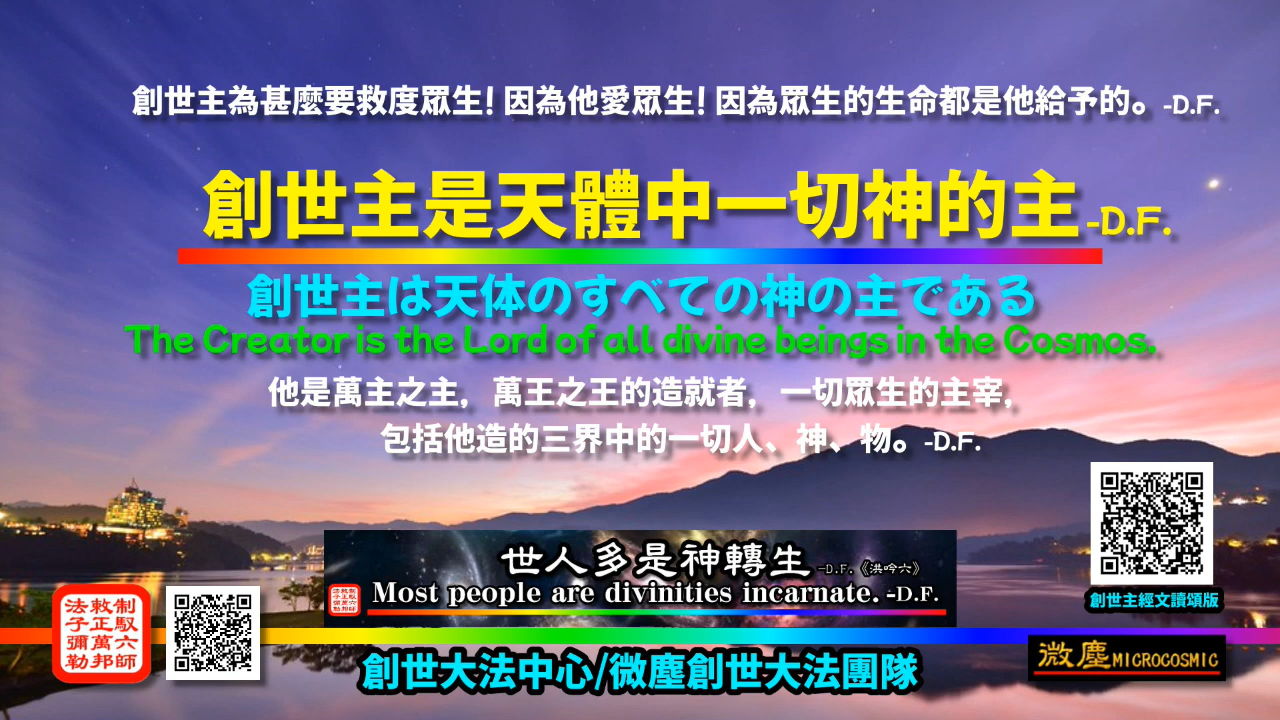 創世主為甚麼要救度眾生! 因為他愛眾生! 因為眾生的生命都是他給予的。-D.F.
創世主是天體中一切神的主-D.F.
創世主は天体のすべての神の主である
The Creator is the Lord of all divine beings in the Cosmos.
他是萬主之主，萬王之王的造就者，一切眾生的主宰，
包括他造的三界中的一切人、神、物。-D.F.
世人多是神轉生-D.F.《洪吟六》
Most people are divinities incarnate.-D.F.
創世主經文讀頌版
制馭六師
敕正萬邦
法子彌勒
微塵MICROCOSMIC
創世大法中心/微塵創世大法團隊